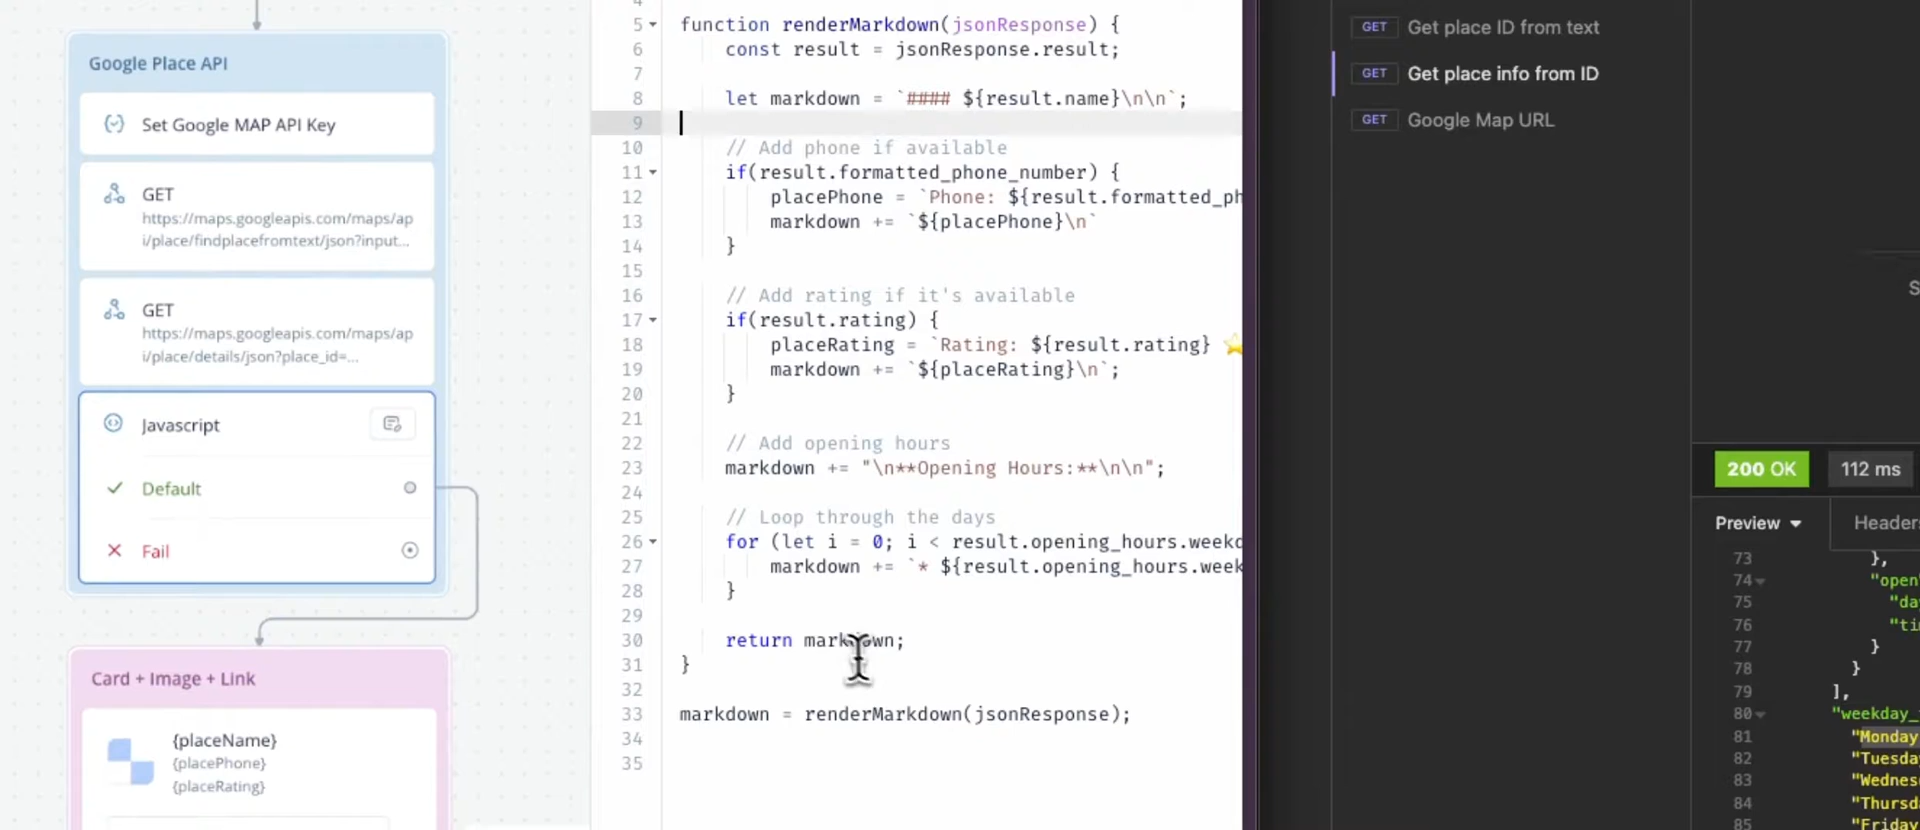 Google Place API
Set Google MAP API Key
GET
https://maps.googleapis.com/maps/ap
i/place/findplacefromtext/json?input...
GET
https://maps.googleapis.com/maps/ap
i/place/details/json?place_id=...
Javascript
Default
Fail
Card + Image + Link
{placeName}
{placePhone}
{placeRating}
5 function renderMarkdown(jsonResponse) {
6 const result = jsonResponse.result;
7
8 let markdown = `#### ${result.name}\n\n`;
9
10 // Add phone if available
11 if(result.formatted_phone_number) {
12 placePhone = `Phone: ${result.formatted_ph
13 markdown += `${placePhone}\n`
14 }
15
16 // Add rating if it's available
17 if(result.rating) {
18 placeRating = `Rating: ${result.rating} ⭐
19 markdown += `${placeRating}\n`;
20 }
21
22 // Add opening hours
23 markdown += "\n**Opening Hours:**\n\n";
24
25 // Loop through the days
26 for (let i = 0; i < result.opening_hours.weekd
27 markdown += `* ${result.opening_hours.week
28 }
29
30 return markdown;
31 }
32
33 markdown = renderMarkdown(jsonResponse);
34
35
GET Get place ID from text
GET Get place info from ID
GET Google Map URL
S
200 OK 112 ms
Preview Headers
73 },
74 "open"
75 "da
76 "ti
77 }
78 }
79 ],
80 "weekday_
81 "Monday
82 "Tuesda
83 "Wednes
84 "Thursd
85 "Friday